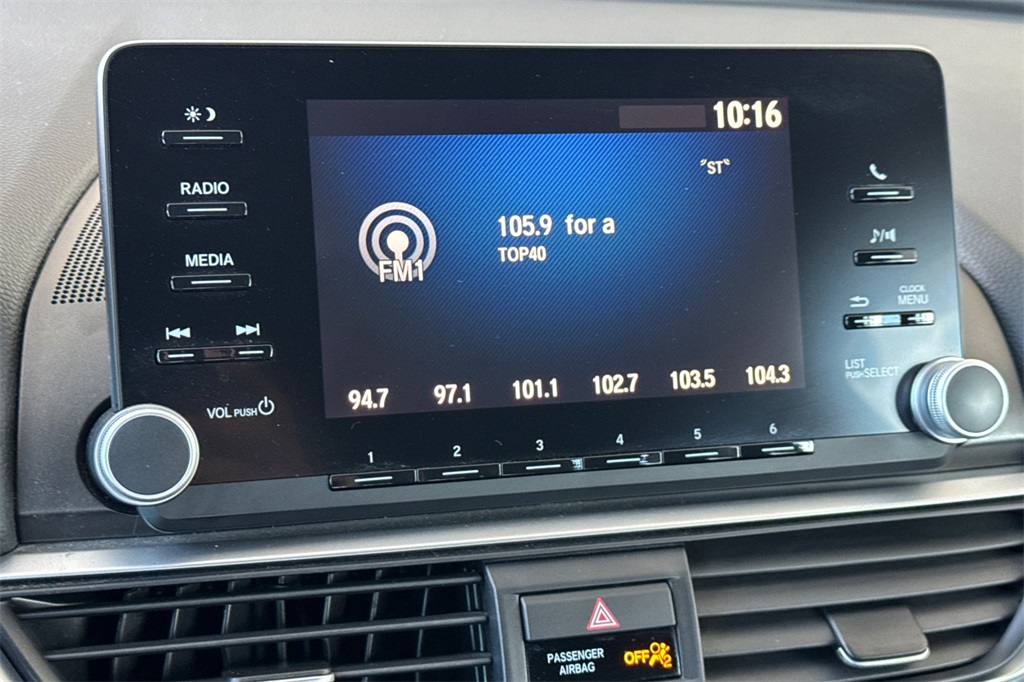 10:16
"ST"
RADIO
105.9 for a
TOP40
FM1
MEDIA
CLOCK
MENU
LIST
PUSH SELECT
94.7 97.1 101.1 102.7 103.5 104.3
VOL PUSH
1 2 3 4 5 6
PASSENGER
AIRBAG
OFF 2